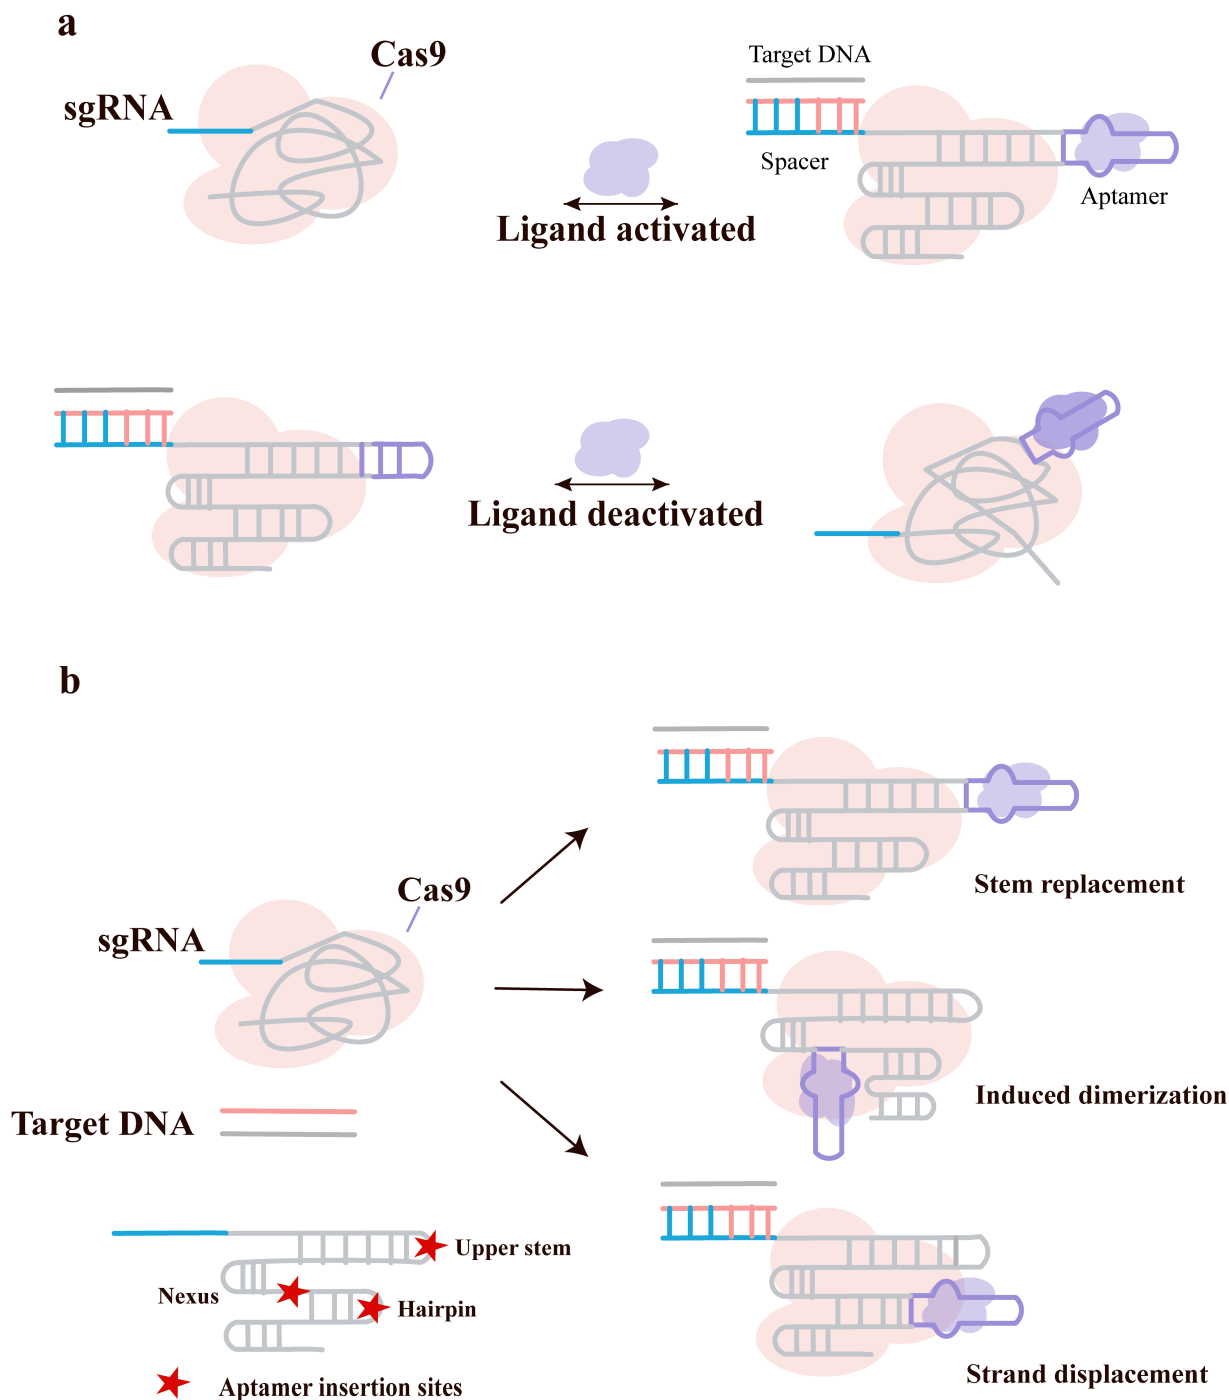 a
Cas9
sgRNA
Target DNA
Spacer
Aptamer
Ligand activated
Ligand deactivated
b
Cas9
sgRNA
Target DNA
Stem replacement
Induced dimerization
Upper stem
Nexus
Hairpin
Aptamer insertion sites
Strand displacement